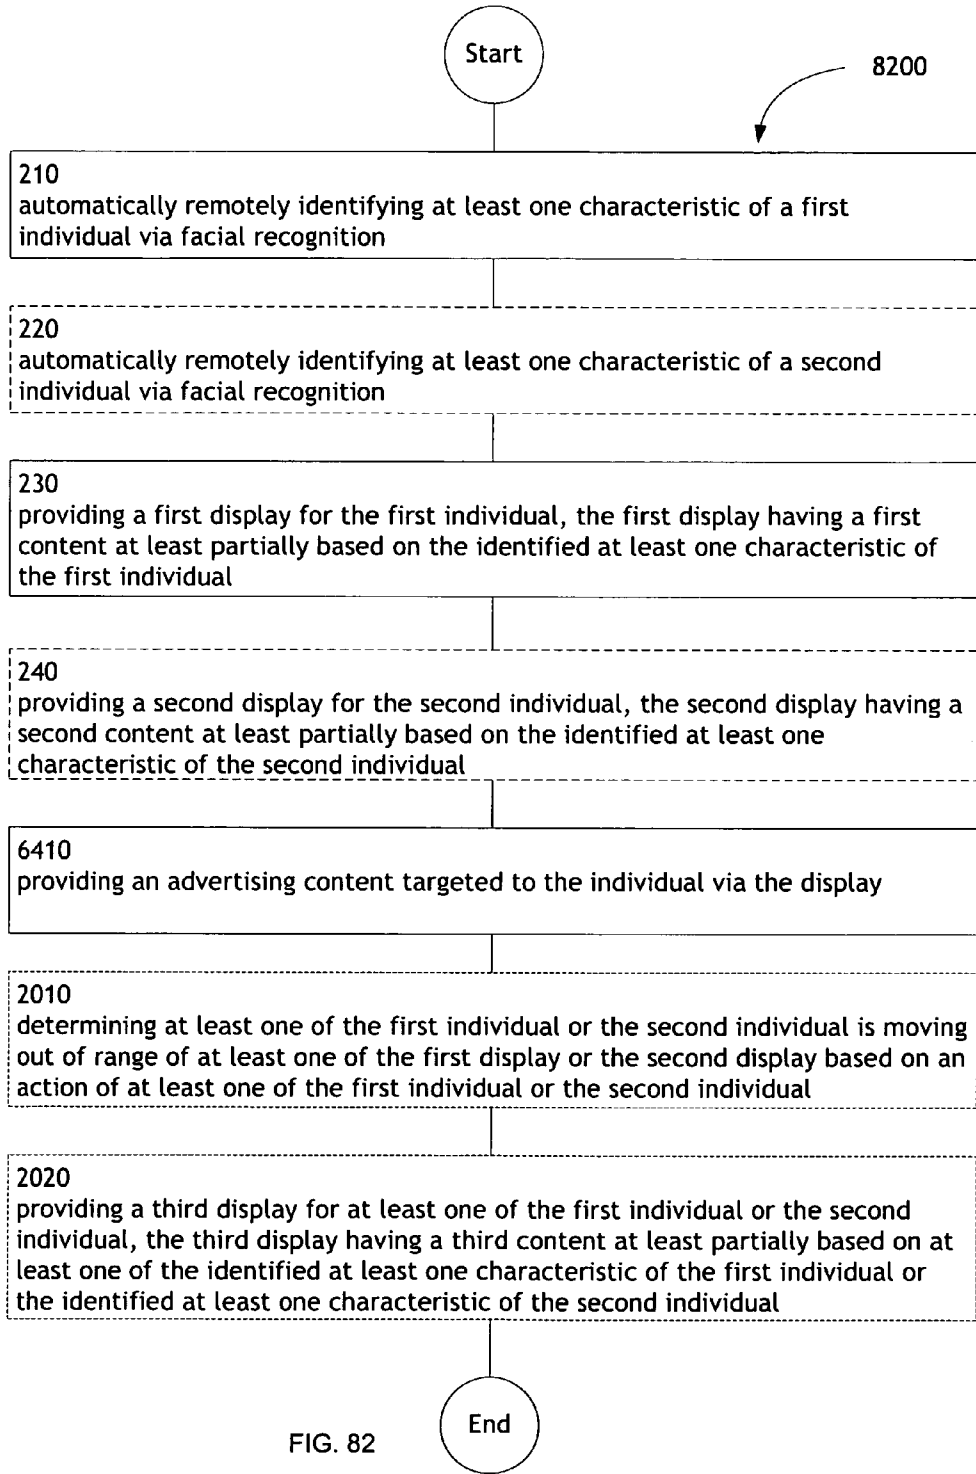 Start
8200
210
automatically remotely identifying at least one characteristic of a first
individual via facial recognition
220
automatically remotely identifying at least one characteristic of a second
individual via facial recognition
230
providing a first display for the first individual, the first display having a first
content at least partially based on the identified at least one characteristic of
the first individual
240
providing a second display for the second individual, the second display having a
second content at least partially based on the identified at least one
characteristic of the second individual
6410
providing an advertising content targeted to the individual via the display
2010
determining at least one of the first individual or the second individual is moving
out of range of at least one of the first display or the second display based on an
action of at least one of the first individual or the second individual
2020
providing a third display for at least one of the first individual or the second
individual, the third display having a third content at least partially based on at
least one of the identified at least one characteristic of the first individual or
the identified at least one characteristic of the second individual
End
FIG. 82